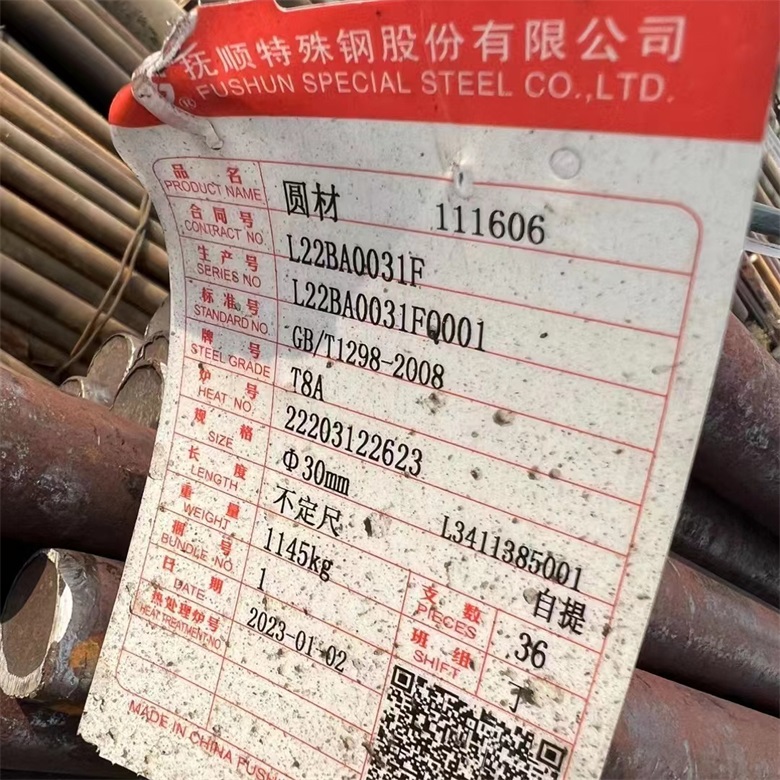 抚顺特殊钢股份有限公司
FUSHUN SPECIAL STEEL CO.,LTD.
品 名 圆材 111606
PRODUCT NAME
合同号 L22BA0031F
CONTRACT NO
生产号 L22BA0031FQ001
SERIES NO
标准号 GB/T1298-2008
STANDARD NO
牌 号 T8A
STEEL GRADE
炉 号 22203122623
HEAT NO
规 格 Φ30mm L3411385001
SIZE
长 度 不定尺 自提
LENGTH
重 量 1145kg 支 数 36
WEIGHT PIECES
捆 号 1 班 组 丁
BUNDLE NO SHIFT
日 期 2023-01-02
DATE
热处理炉号
HEAT TREATMENT NO
MADE IN CHINA FUSH